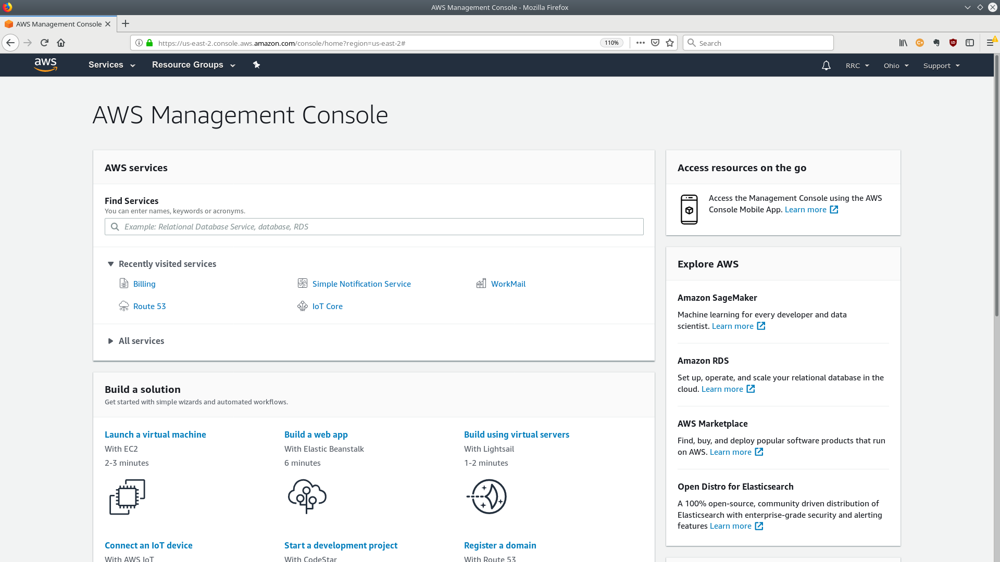 AWS Management Console - Mozilla Firefox
AWS Management Console
https://us-east-2.console.aws.amazon.com/console/home?region=us-east-2#
110%
Search
aws
Services
Resource Groups
RRC
Ohio
Support
AWS Management Console
AWS services
Find Services
You can enter names, keywords or acronyms.
Example: Relational Database Service, database, RDS
Recently visited services
Billing
Simple Notification Service
WorkMail
Route 53
IoT Core
All services
Build a solution
Get started with simple wizards and automated workflows.
Launch a virtual machine
With EC2
2-3 minutes
Build a web app
With Elastic Beanstalk
6 minutes
Build using virtual servers
With Lightsail
1-2 minutes
Connect an IoT device
With AWS IoT
Start a development project
With CodeStar
Register a domain
With Route 53
Access resources on the go
Access the Management Console using the AWS
Console Mobile App. Learn more
Explore AWS
Amazon SageMaker
Machine learning for every developer and data
scientist. Learn more
Amazon RDS
Set up, operate, and scale your relational database in the
cloud. Learn more
AWS Marketplace
Find, buy, and deploy popular software products that run
on AWS. Learn more
Open Distro for Elasticsearch
A 100% open-source, community driven distribution of
Elasticsearch with enterprise-grade security and alerting
features Learn more